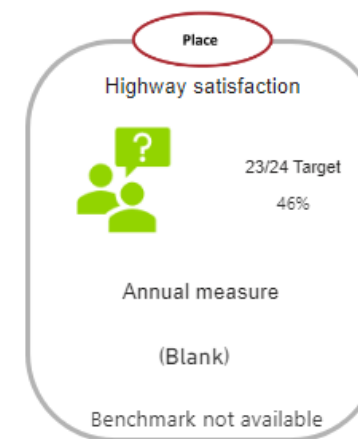 Place
Highway satisfaction
?
23/24 Target
46%
Annual measure
(Blank)
Benchmark not available